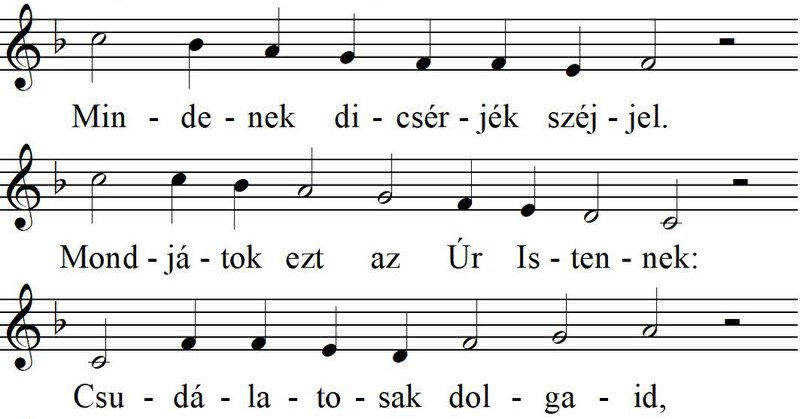 Min - de - nek di - csér - jék széj - jel.
Mond - já - tok ezt az Úr Is - ten - nek:
Csu - dá - la - to - sak dol - ga - id,